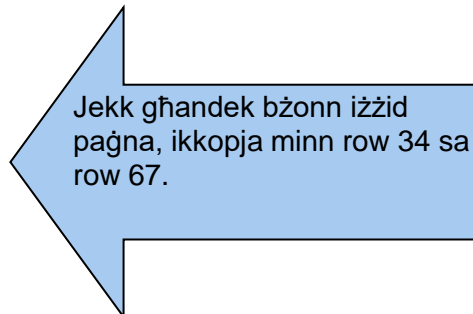 Jekk għandek bżonn iżżid
paġna, ikkopja minn row 34 sa
row 67.